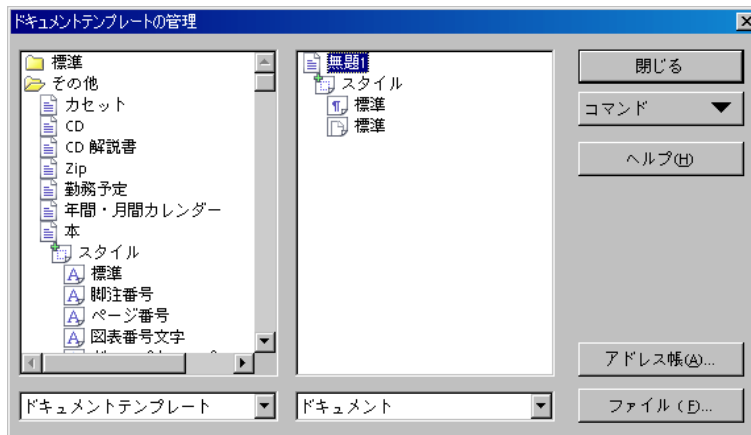 ドキュメントテンプレートの管理
標準
その他
カセット
CD
CD 解説書
Zip
勤務予定
年間・月間カレンダー
本
スタイル
標準
脚注番号
ページ番号
図表番号文字
ドキュメントテンプレート
無題1
スタイル
標準
標準
ドキュメント
閉じる
コマンド
ヘルプ(H)
アドレス帳(A)...
ファイル (F)...